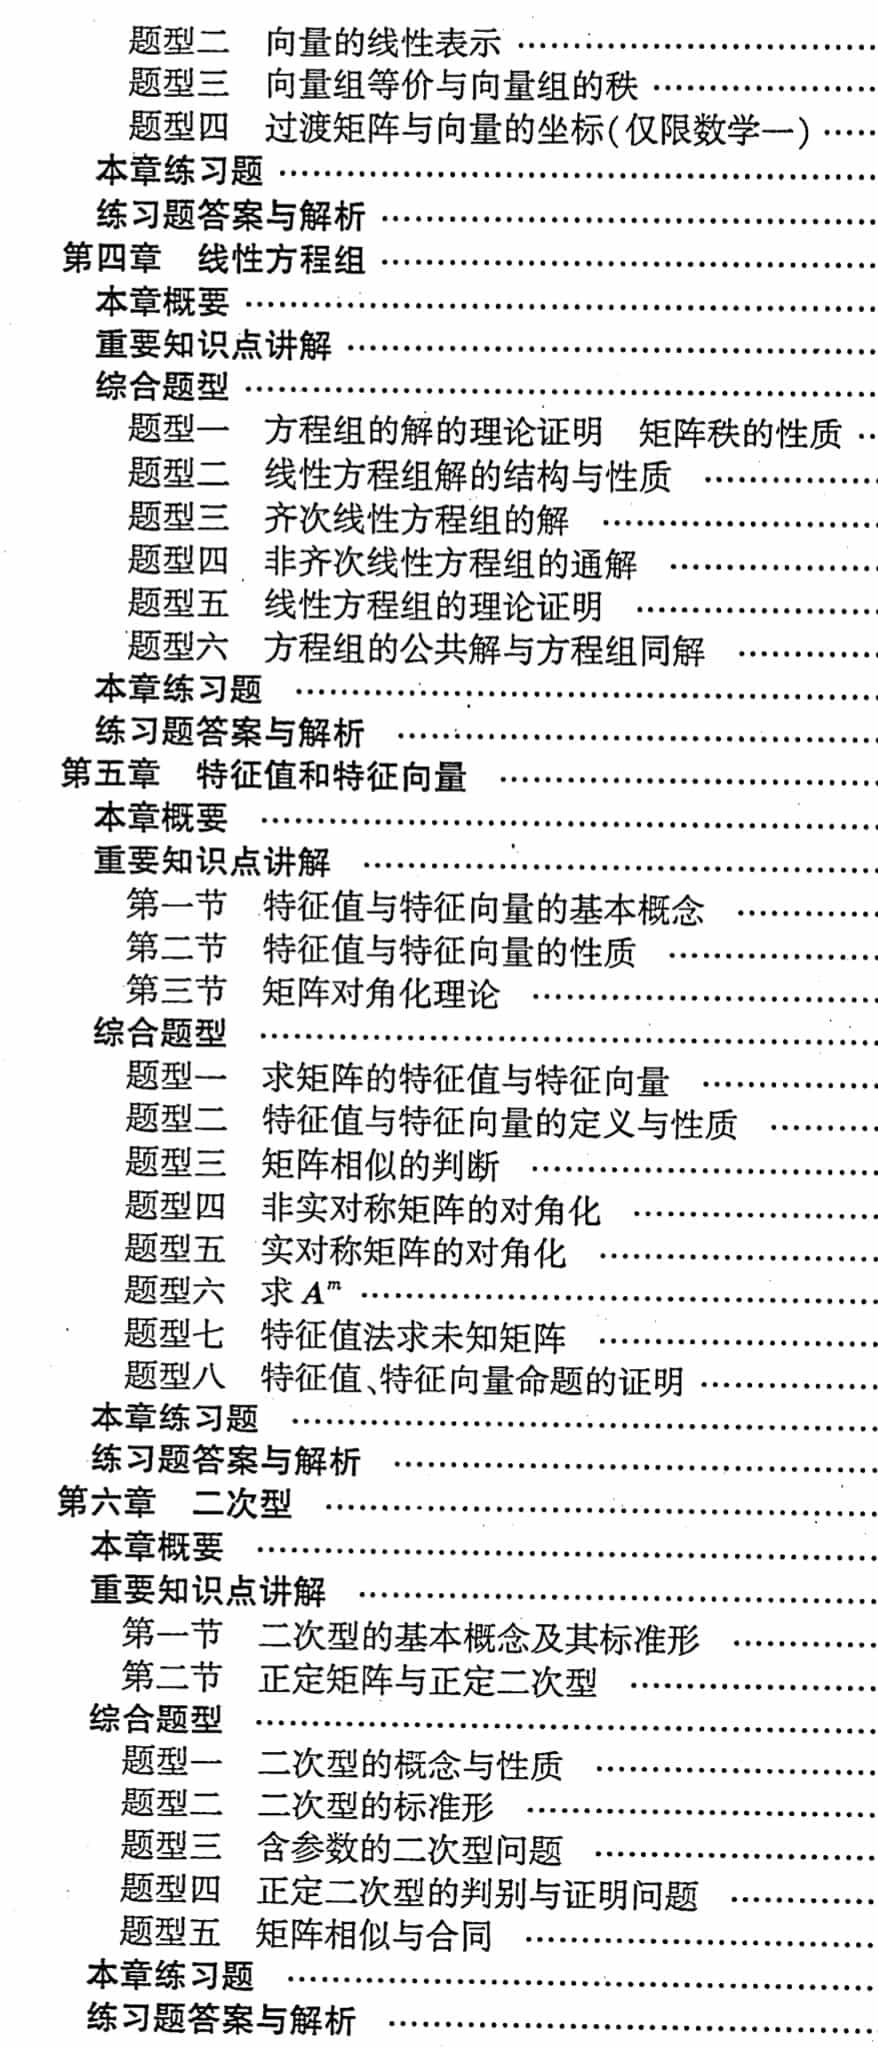 题型二 向量的线性表示 ……………………
题型三 向量组等价与向量组的秩 ……………………
题型四 过渡矩阵与向量的坐标(仅限数学一) ……
本章练习题 ……………………
练习题答案与解析 ……………………
第四章 线性方程组 ……………………
本章概要 ……………………
重要知识点讲解 ……………………
综合题型 ……………………
题型一 方程组的解的理论证明 矩阵秩的性质 ……
题型二 线性方程组解的结构与性质 ……………………
题型三 齐次线性方程组的解 ……………………
题型四 非齐次线性方程组的通解 ……………………
题型五 线性方程组的理论证明 ……………………
题型六 方程组的公共解与方程组同解 ……………………
本章练习题 ……………………
练习题答案与解析 ……………………
第五章 特征值和特征向量 ……………………
本章概要 ……………………
重要知识点讲解 ……………………
第一节 特征值与特征向量的基本概念 ……………………
第二节 特征值与特征向量的性质 ……………………
第三节 矩阵对角化理论 ……………………
综合题型 ……………………
题型一 求矩阵的特征值与特征向量 ……………………
题型二 特征值与特征向量的定义与性质 ……………………
题型三 矩阵相似的判断 ……………………
题型四 非实对称矩阵的对角化 ……………………
题型五 实对称矩阵的对角化 ……………………
题型六 求 Aᵐ ……………………
题型七 特征值法求未知矩阵 ……………………
题型八 特征值、特征向量命题的证明 ……………………
本章练习题 ……………………
练习题答案与解析 ……………………
第六章 二次型 ……………………
本章概要 ……………………
重要知识点讲解 ……………………
第一节 二次型的基本概念及其标准形 ……………………
第二节 正定矩阵与正定二次型 ……………………
综合题型 ……………………
题型一 二次型的概念与性质 ……………………
题型二 二次型的标准形 ……………………
题型三 含参数的二次型问题 ……………………
题型四 正定二次型的判别与证明问题 ……………………
题型五 矩阵相似与合同 ……………………
本章练习题 ……………………
练习题答案与解析 ……………………